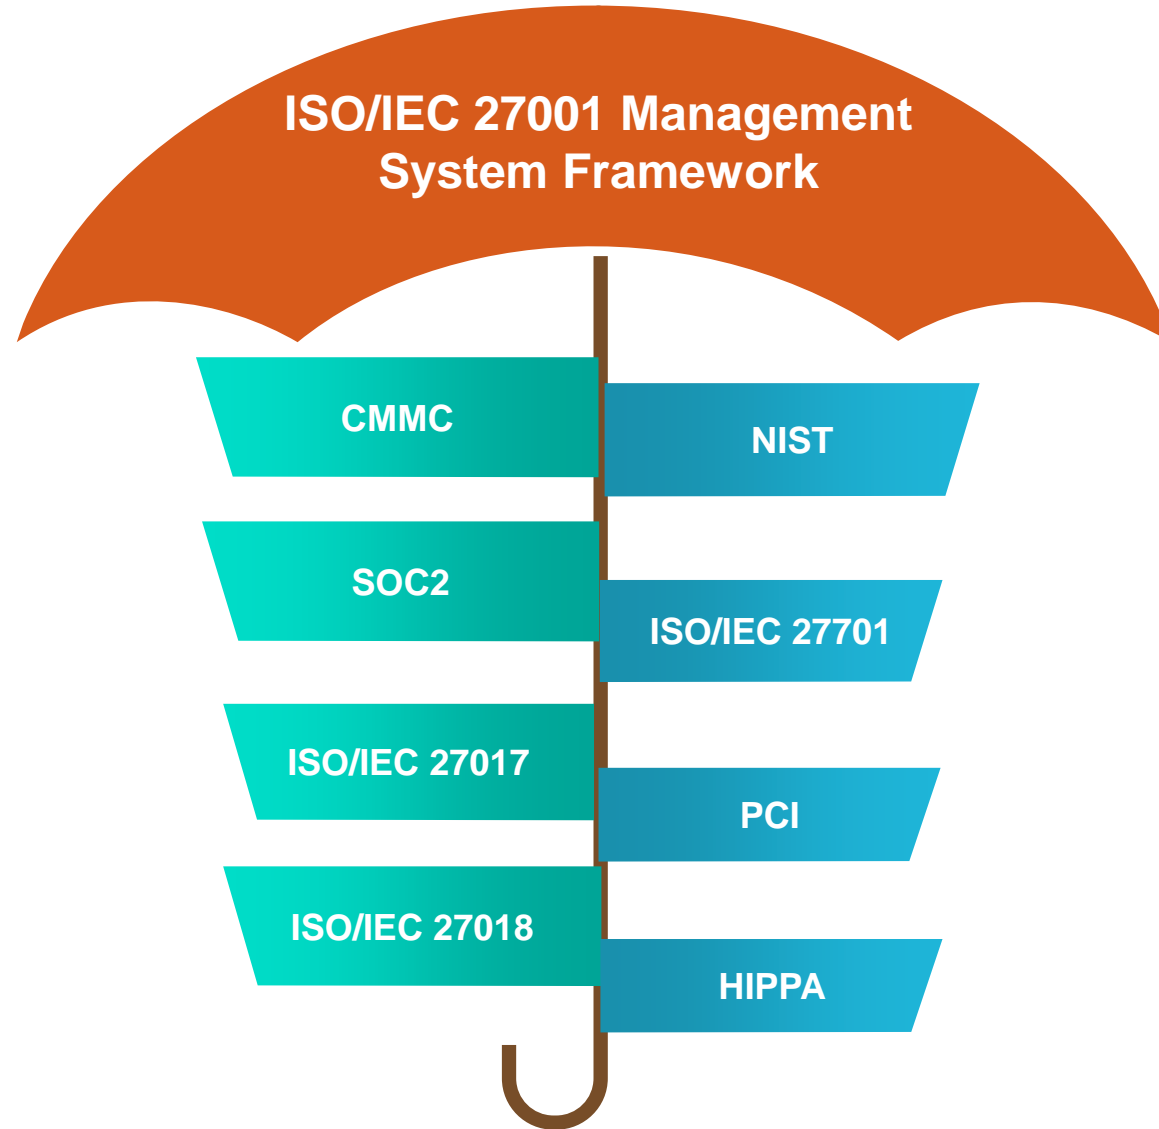 ISO/IEC 27001 Management
System Framework
CMMC
NIST
SOC2
ISO/IEC 27701
ISO/IEC 27017
PCI
ISO/IEC 27018
HIPPA